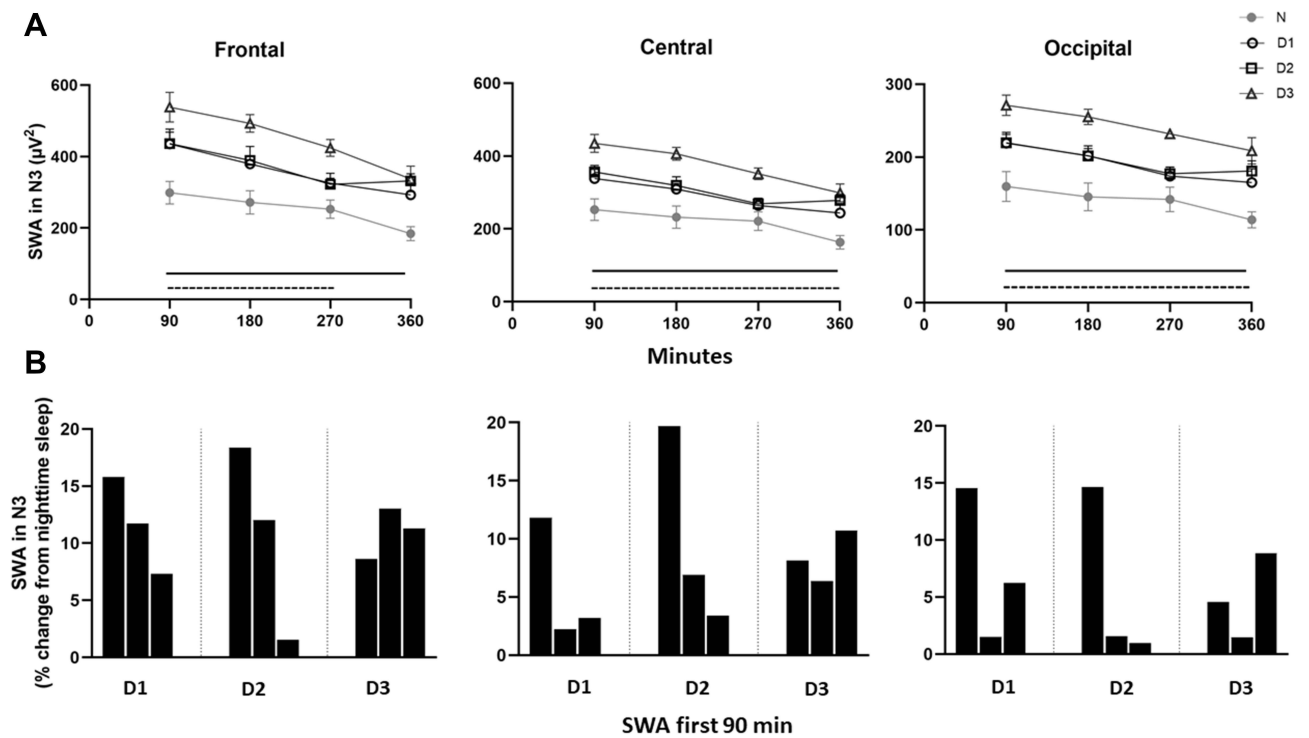 A
Frontal
Central
Occipital
N
D1
D2
D3
SWA in N3 (µV²)
600
400
200
0
0 90 180 270 360
600
400
200
0
0 90 180 270 360
300
200
100
0
0 90 180 270 360
Minutes
B
SWA in N3
(% change from nighttime sleep)
20
15
10
5
0
D1 D2 D3
20
15
10
5
0
D1 D2 D3
20
15
10
5
0
D1 D2 D3
SWA first 90 min